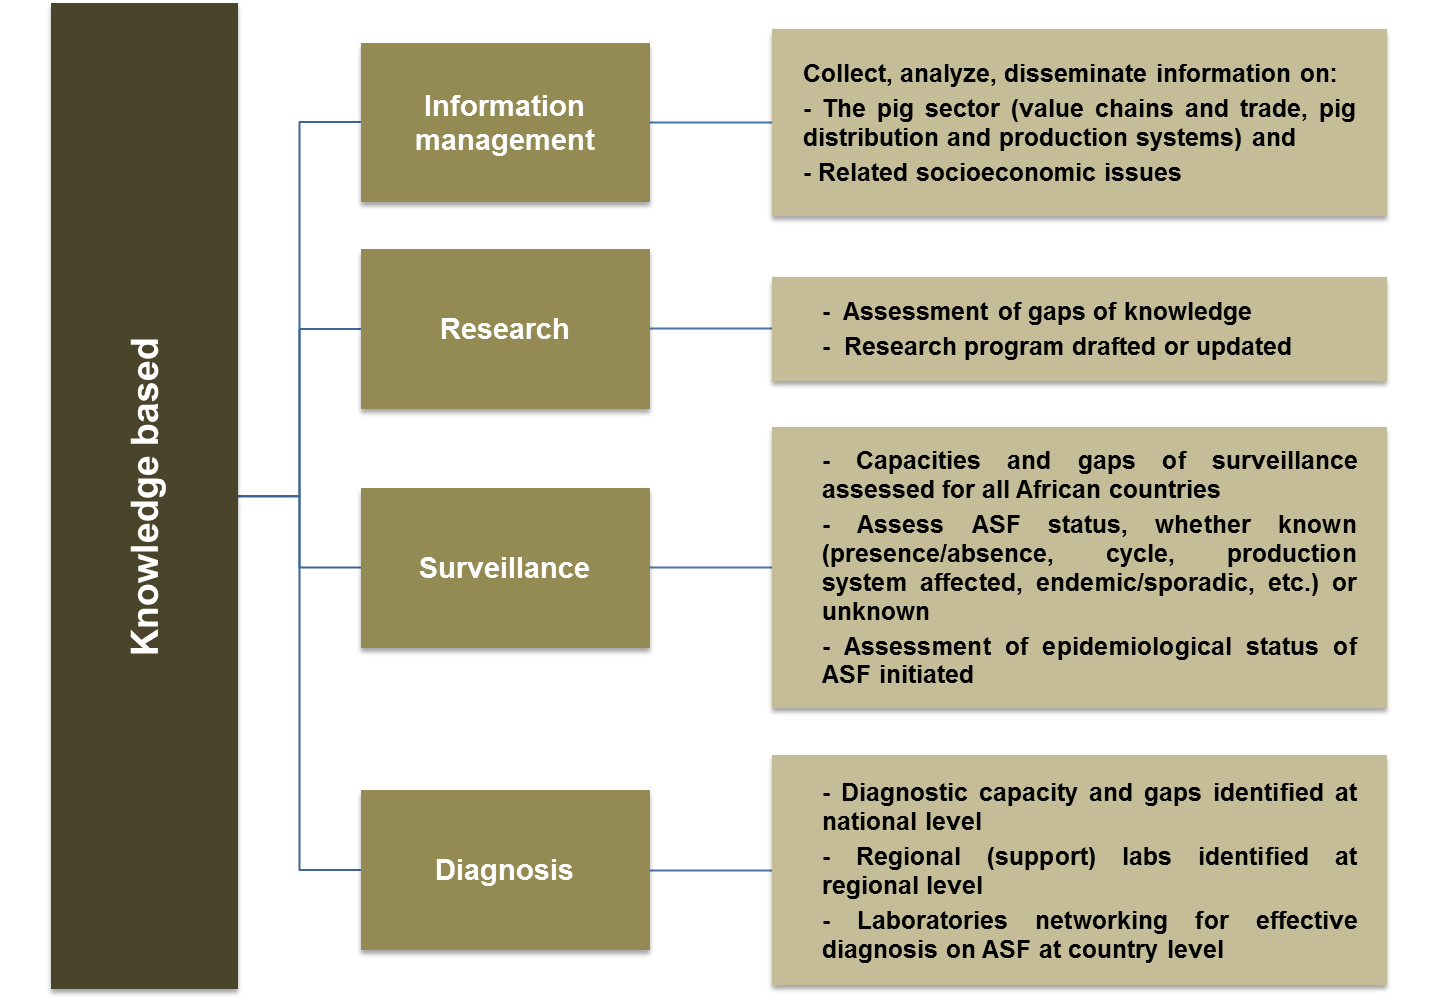 Knowledge based
Information
management
Collect, analyze, disseminate information on:
- The pig sector (value chains and trade, pig
distribution and production systems) and
- Related socioeconomic issues
Research
- Assessment of gaps of knowledge
- Research program drafted or updated
Surveillance
- Capacities and gaps of surveillance
assessed for all African countries
- Assess ASF status, whether known
(presence/absence, cycle, production
system affected, endemic/sporadic, etc.) or
unknown
- Assessment of epidemiological status of
ASF initiated
Diagnosis
- Diagnostic capacity and gaps identified at
national level
- Regional (support) labs identified at
regional level
- Laboratories networking for effective
diagnosis on ASF at country level